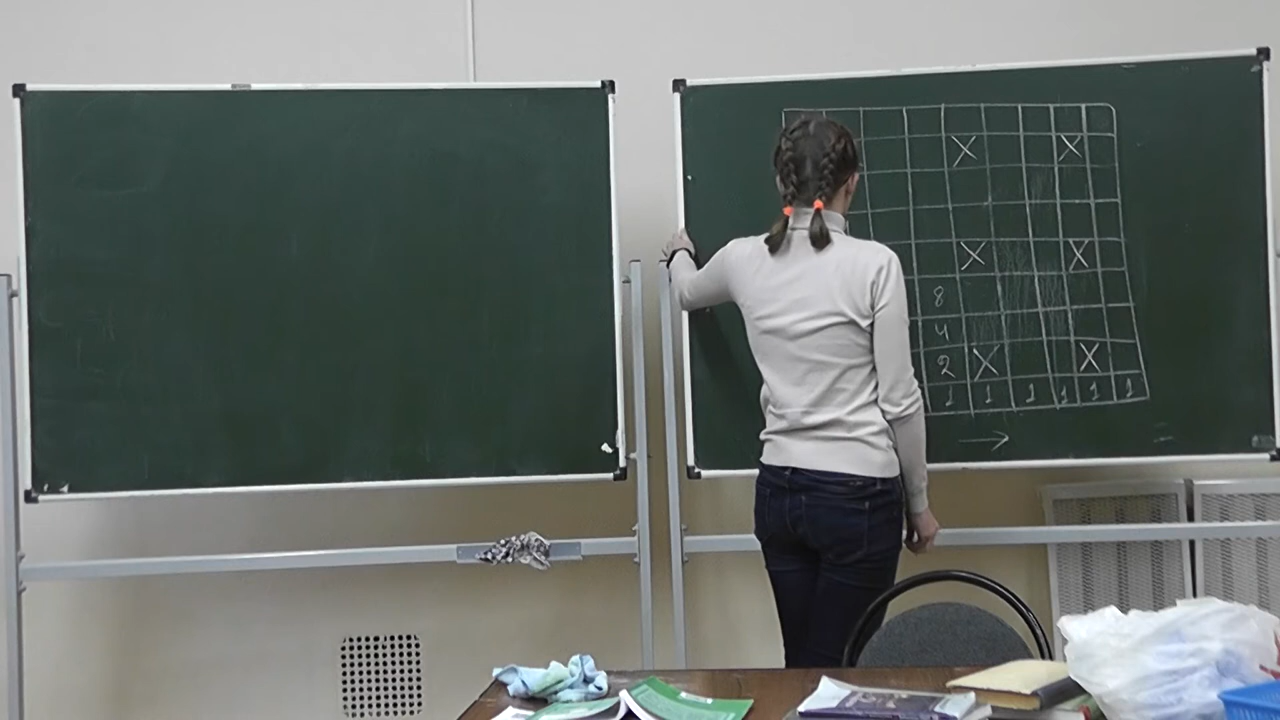 X X
X X
8
4
2 X X
1 1 1 1 1 1
→